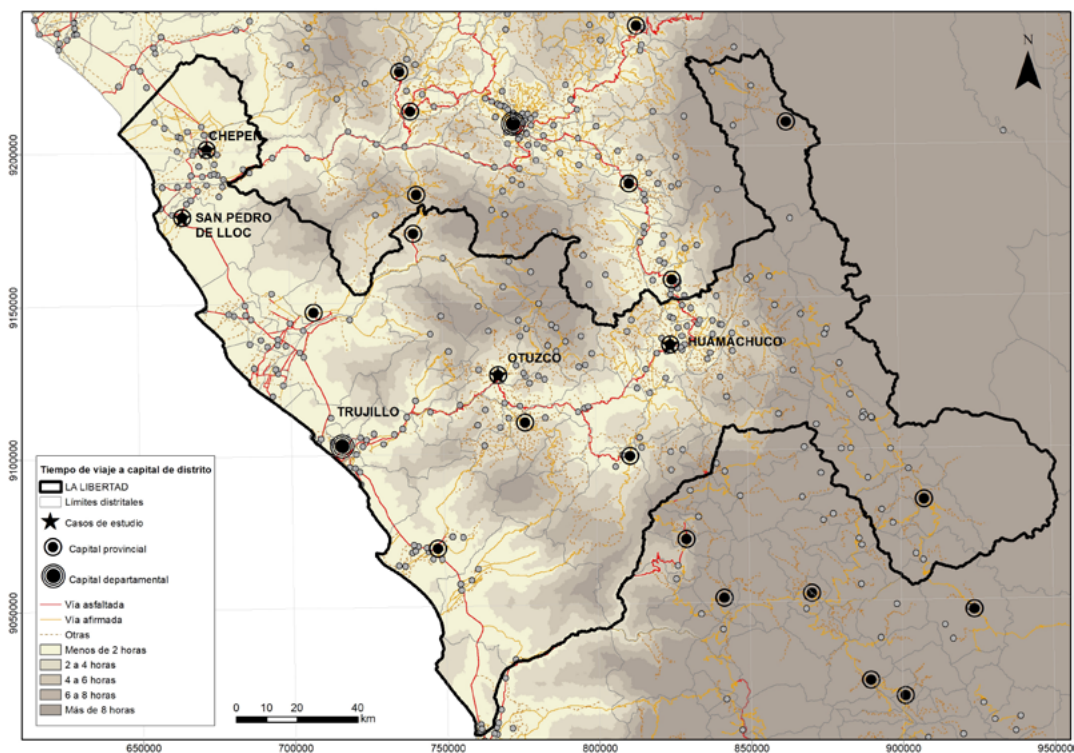 N
CHEPEN
SAN PEDRO
DE LLOC
HUAMACHUCO
OTUZCO
TRUJILLO
9200000
9150000
9100000
9050000
Tiempo de viaje a capital de distrito
LA LIBERTAD
Límites distritales
Casos de estudio
Capital provincial
Capital departamental
Vía asfaltada
Vía afirmada
Otras
Menos de 2 horas
2 a 4 horas
4 a 6 horas
6 a 8 horas
Más de 8 horas
0 5 10 20 30 40
km
650000 700000 750000 800000 850000 900000 950000